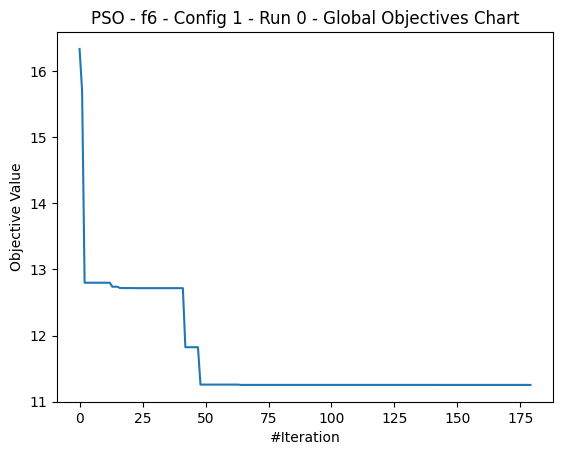 PSO - f6 - Config 1 - Run 0 - Global Objectives Chart
16
15
14
13
12
11
Objective Value
0 25 50 75 100 125 150 175
#Iteration